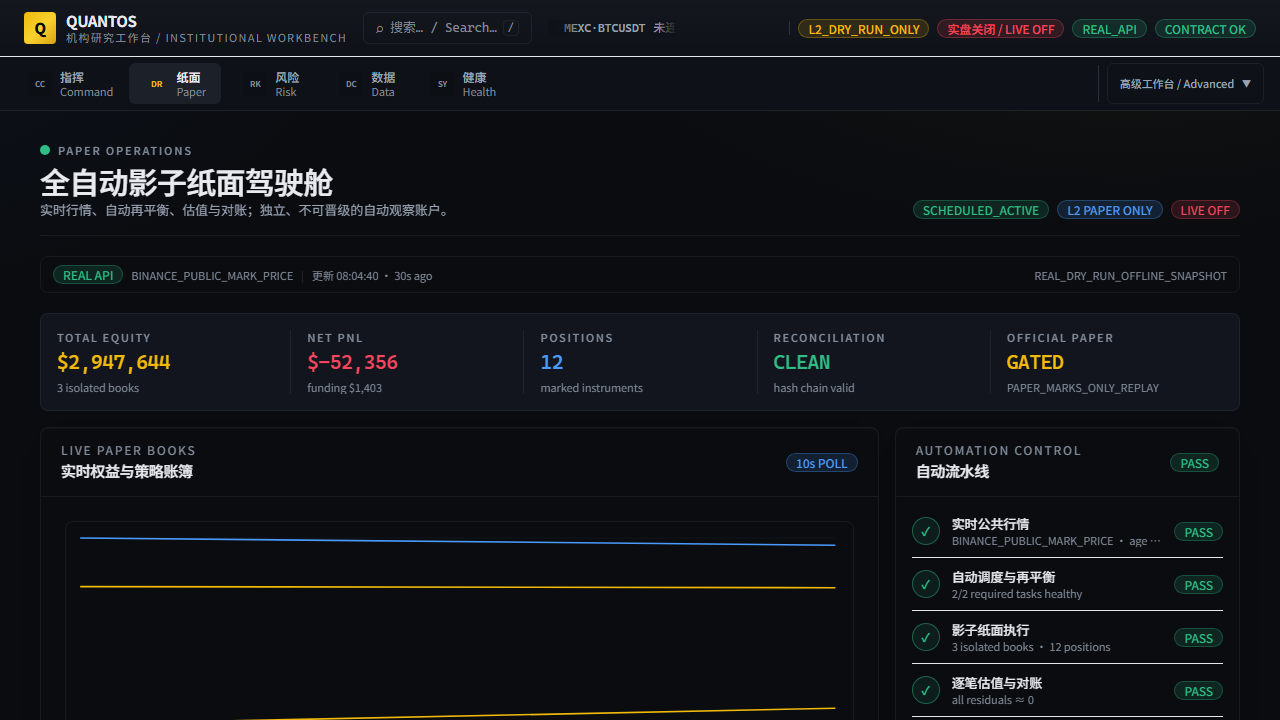 Q
QUANTOS
机构研究工作台 / INSTITUTIONAL WORKBENCH
⌕ 搜索… / Search… /
MEXC·BTCUSDT 未连
L2_DRY_RUN_ONLY
实盘关闭 / LIVE OFF
REAL_API
CONTRACT OK
CC 指挥 Command
DR 纸面 Paper
RK 风险 Risk
DC 数据 Data
SY 健康 Health
高级工作台 / Advanced ▼
PAPER OPERATIONS
全自动影子纸面驾驶舱
实时行情、自动再平衡、估值与对账；独立、不可晋级的自动观察账户。
SCHEDULED_ACTIVE
L2 PAPER ONLY
LIVE OFF
REAL API BINANCE_PUBLIC_MARK_PRICE | 更新 08:04:40 · 30s ago
REAL_DRY_RUN_OFFLINE_SNAPSHOT
TOTAL EQUITY
$2,947,644
3 isolated books
NET PNL
$−52,356
funding $1,403
POSITIONS
12
marked instruments
RECONCILIATION
CLEAN
hash chain valid
OFFICIAL PAPER
GATED
PAPER_MARKS_ONLY_REPLAY
LIVE PAPER BOOKS
实时权益与策略账簿
10s POLL
AUTOMATION CONTROL
自动流水线
PASS
✓ 实时公共行情
BINANCE_PUBLIC_MARK_PRICE · age …
PASS
✓ 自动调度与再平衡
2/2 required tasks healthy
PASS
✓ 影子纸面执行
3 isolated books · 12 positions
PASS
✓ 逐笔估值与对账
all residuals ≈ 0
PASS